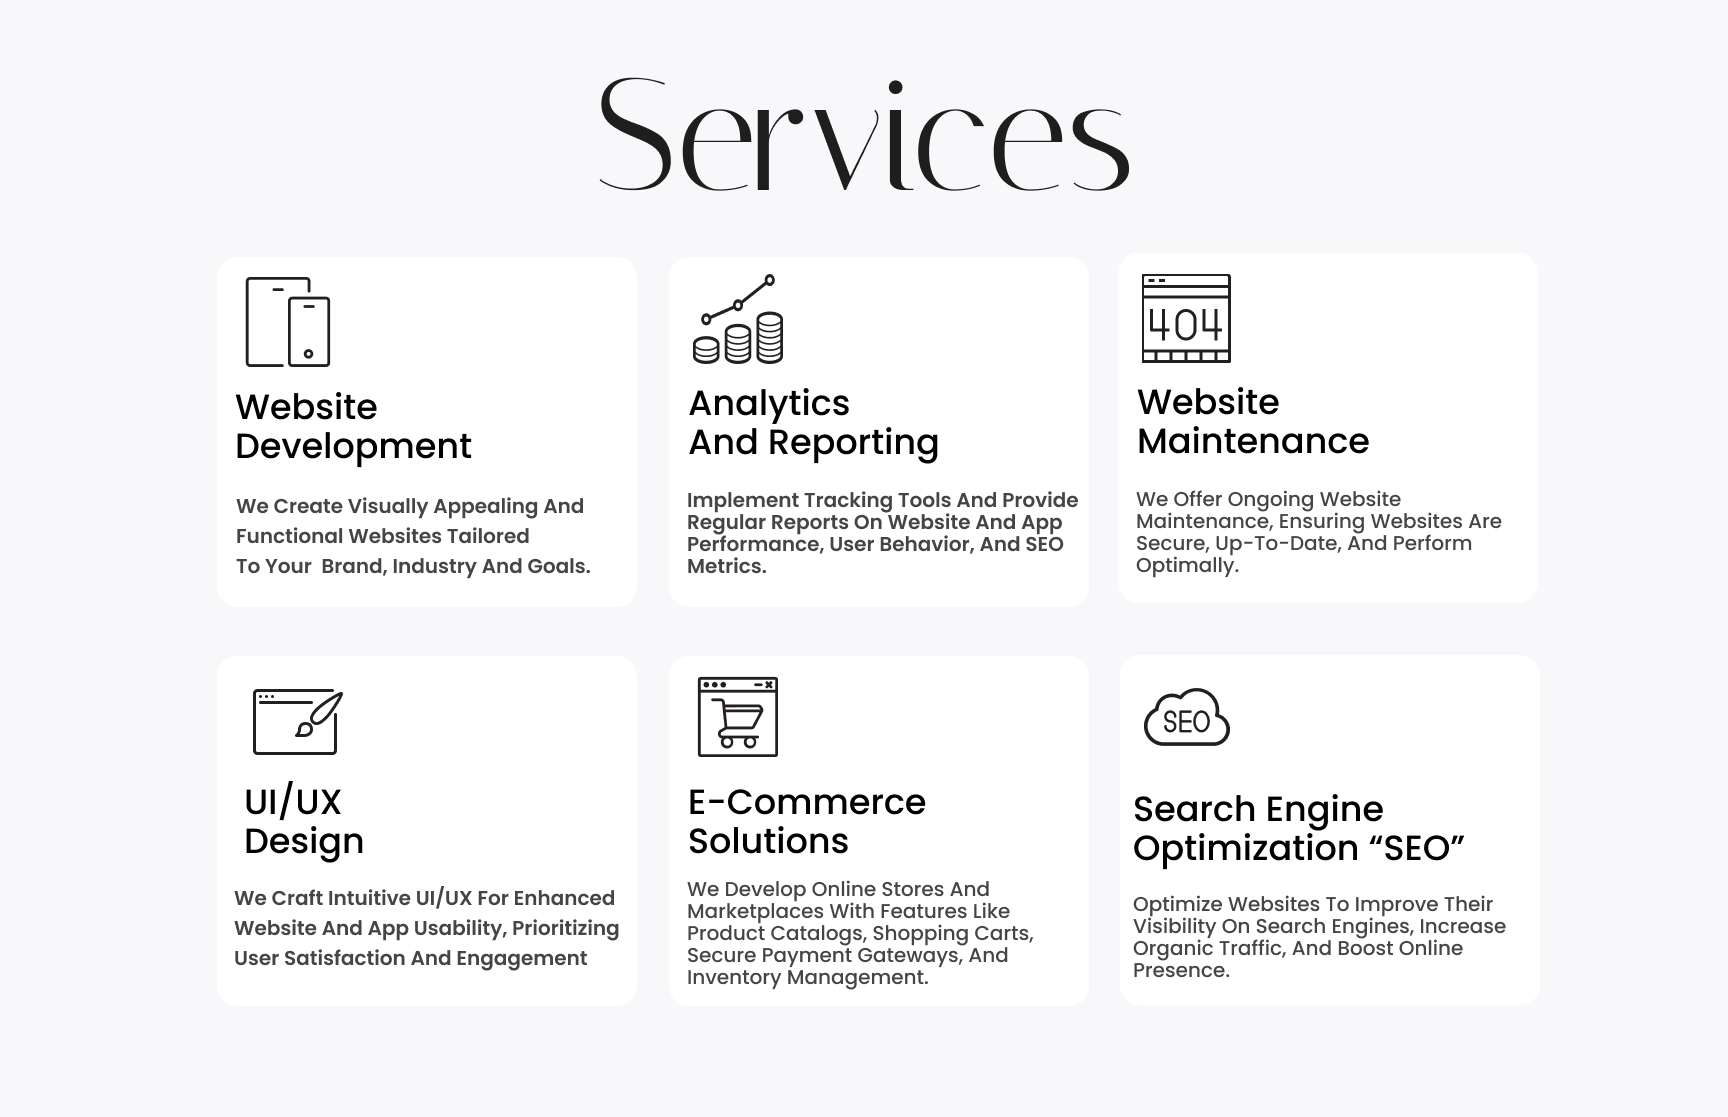 Services
Website
Development
We Create Visually Appealing And
Functional Websites Tailored
To Your  Brand, Industry And Goals.
Analytics
And Reporting
Implement Tracking Tools And Provide
Regular Reports On Website And App
Performance, User Behavior, And SEO
Metrics.
404
Website
Maintenance
We Offer Ongoing Website
Maintenance, Ensuring Websites Are
Secure, Up-To-Date, And Perform
Optimally.
UI/UX
Design
We Craft Intuitive UI/UX For Enhanced
Website And App Usability, Prioritizing
User Satisfaction And Engagement
E-Commerce
Solutions
We Develop Online Stores And
Marketplaces With Features Like
Product Catalogs, Shopping Carts,
Secure Payment Gateways, And
Inventory Management.
SEO
Search Engine
Optimization “SEO”
Optimize Websites To Improve Their
Visibility On Search Engines, Increase
Organic Traffic, And Boost Online
Presence.